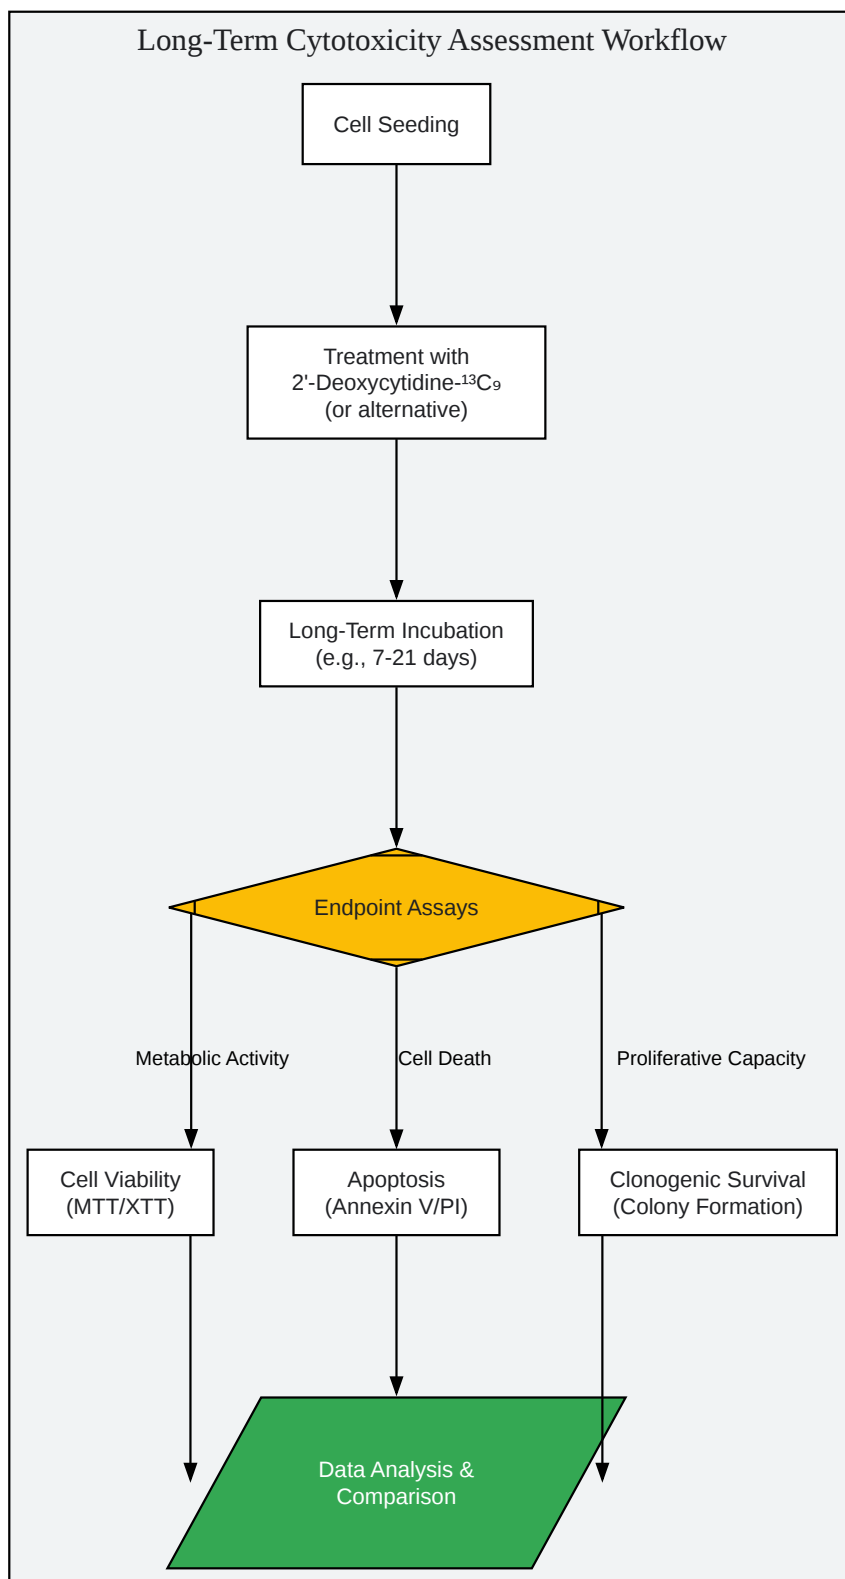 Long-Term Cytotoxicity Assessment Workflow
Cell Seeding
Treatment with
2'-Deoxycytidine-¹³C₉
(or alternative)
Long-Term Incubation
(e.g., 7-21 days)
Endpoint Assays
Metabolic Activity
Cell Death
Proliferative Capacity
Cell Viability
(MTT/XTT)
Apoptosis
(Annexin V/PI)
Clonogenic Survival
(Colony Formation)
Data Analysis &
Comparison